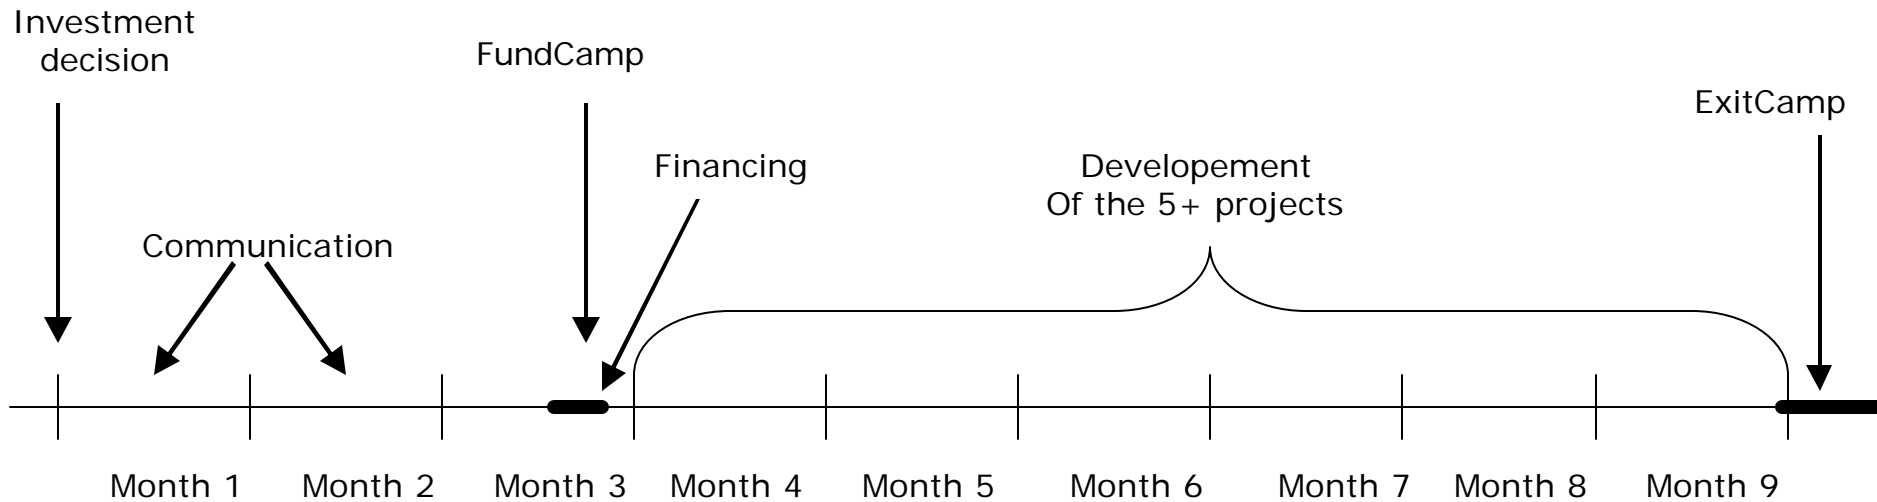 Investment
decision
FundCamp
ExitCamp
Financing
Developement
Of the 5+ projects
Communication
Month 1
Month 2
Month 3
Month 4
Month 5
Month 6
Month 7
Month 8
Month 9